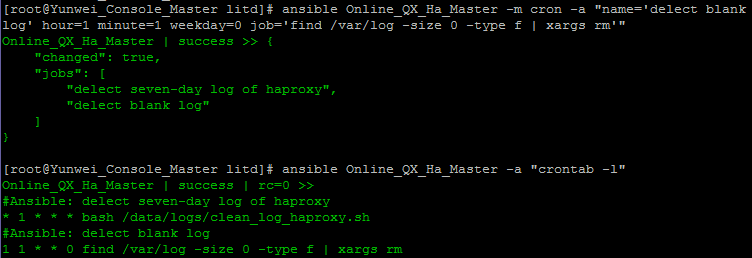 [root@Yunwei_Console_Master litd]# ansible Online_QX_Ha_Master -m cron -a "name='delect blank
log' hour=1 minute=1 weekday=0 job='find /var/log -size 0 -type f | xargs rm'"
Online_QX_Ha_Master | success >> {
    "changed": true,
    "jobs": [
        "delect seven-day log of haproxy",
        "delect blank log"
    ]
}
[root@Yunwei_Console_Master litd]# ansible Online_QX_Ha_Master -a "crontab -l"
Online_QX_Ha_Master | success | rc=0 >>
#Ansible: delect seven-day log of haproxy
* 1 * * * bash /data/logs/clean_log_haproxy.sh
#Ansible: delect blank log
1 1 * * 0 find /var/log -size 0 -type f | xargs rm